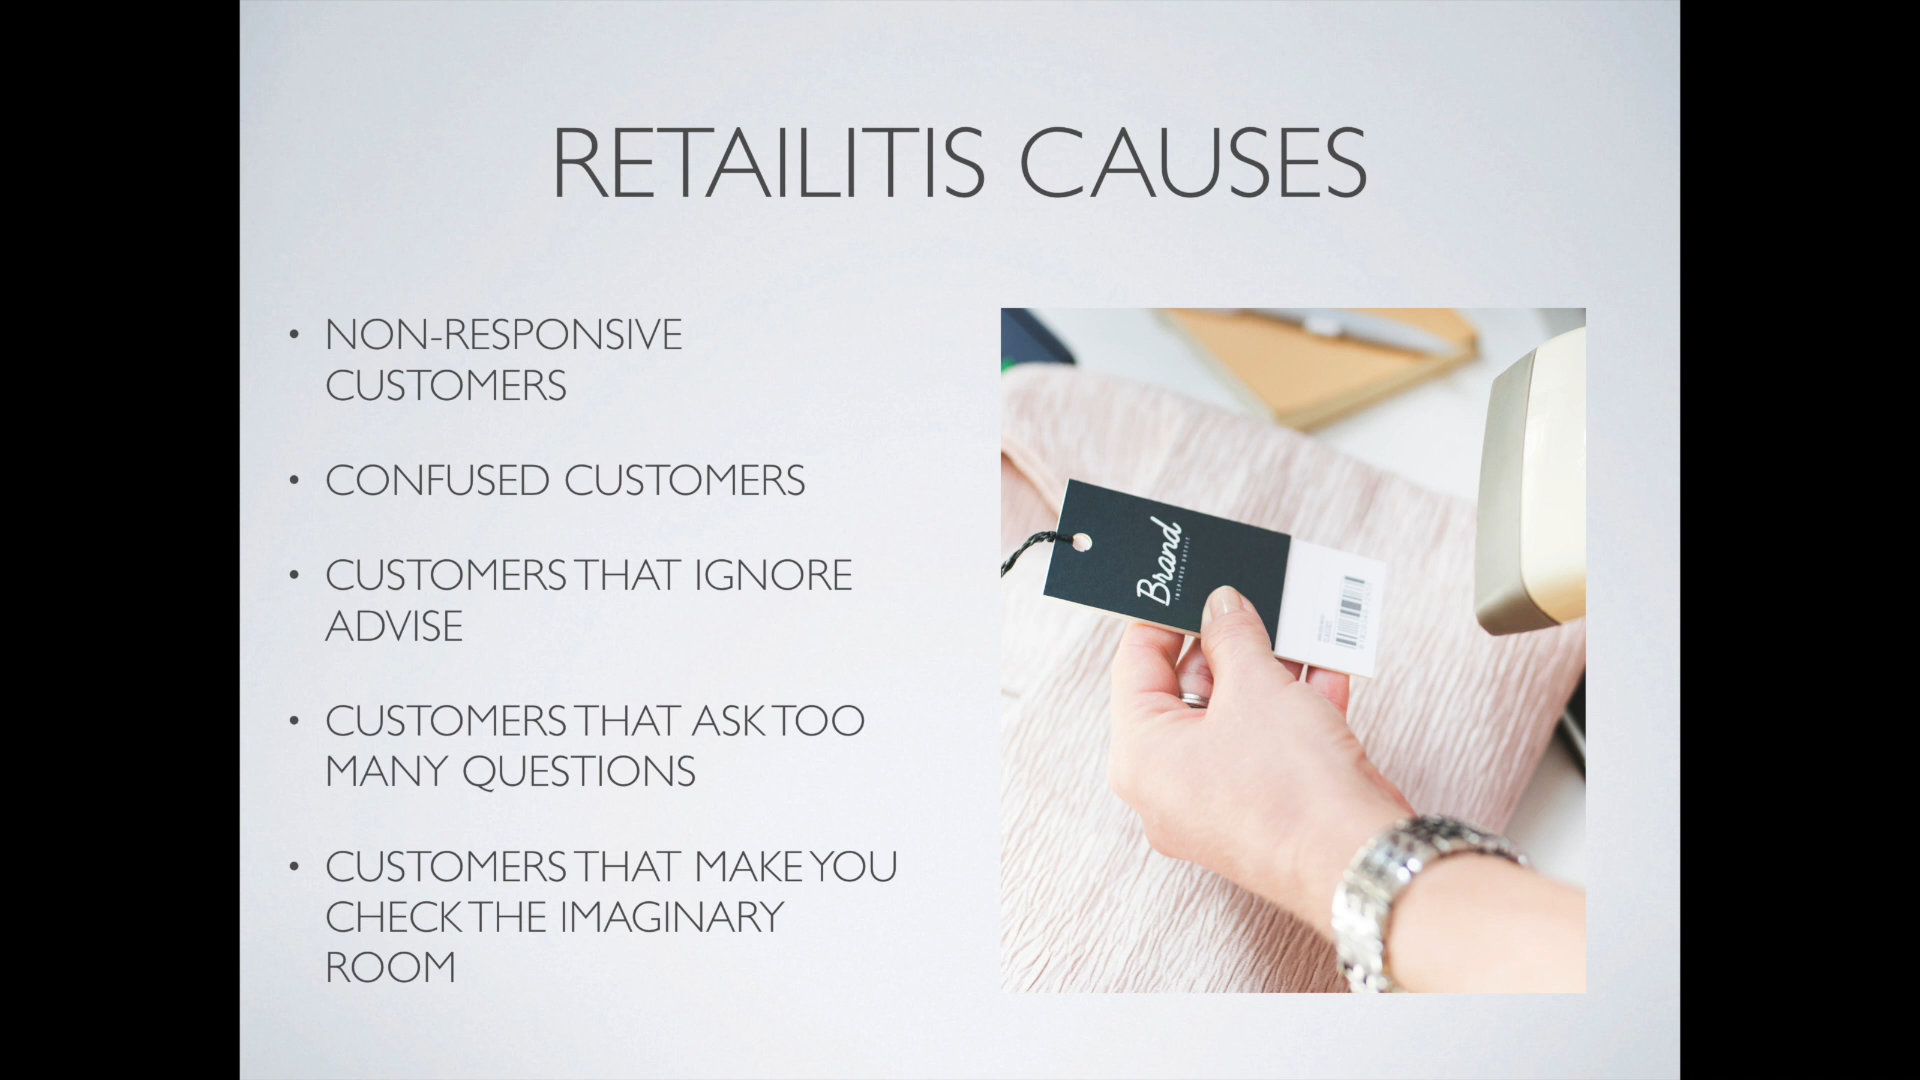 RETAILITIS CAUSES
• NON-RESPONSIVE
CUSTOMERS
• CONFUSED CUSTOMERS
• CUSTOMERS THAT IGNORE
ADVISE
• CUSTOMERS THAT ASK TOO
MANY QUESTIONS
• CUSTOMERS THAT MAKE YOU
CHECK THE IMAGINARY
ROOM
Brand